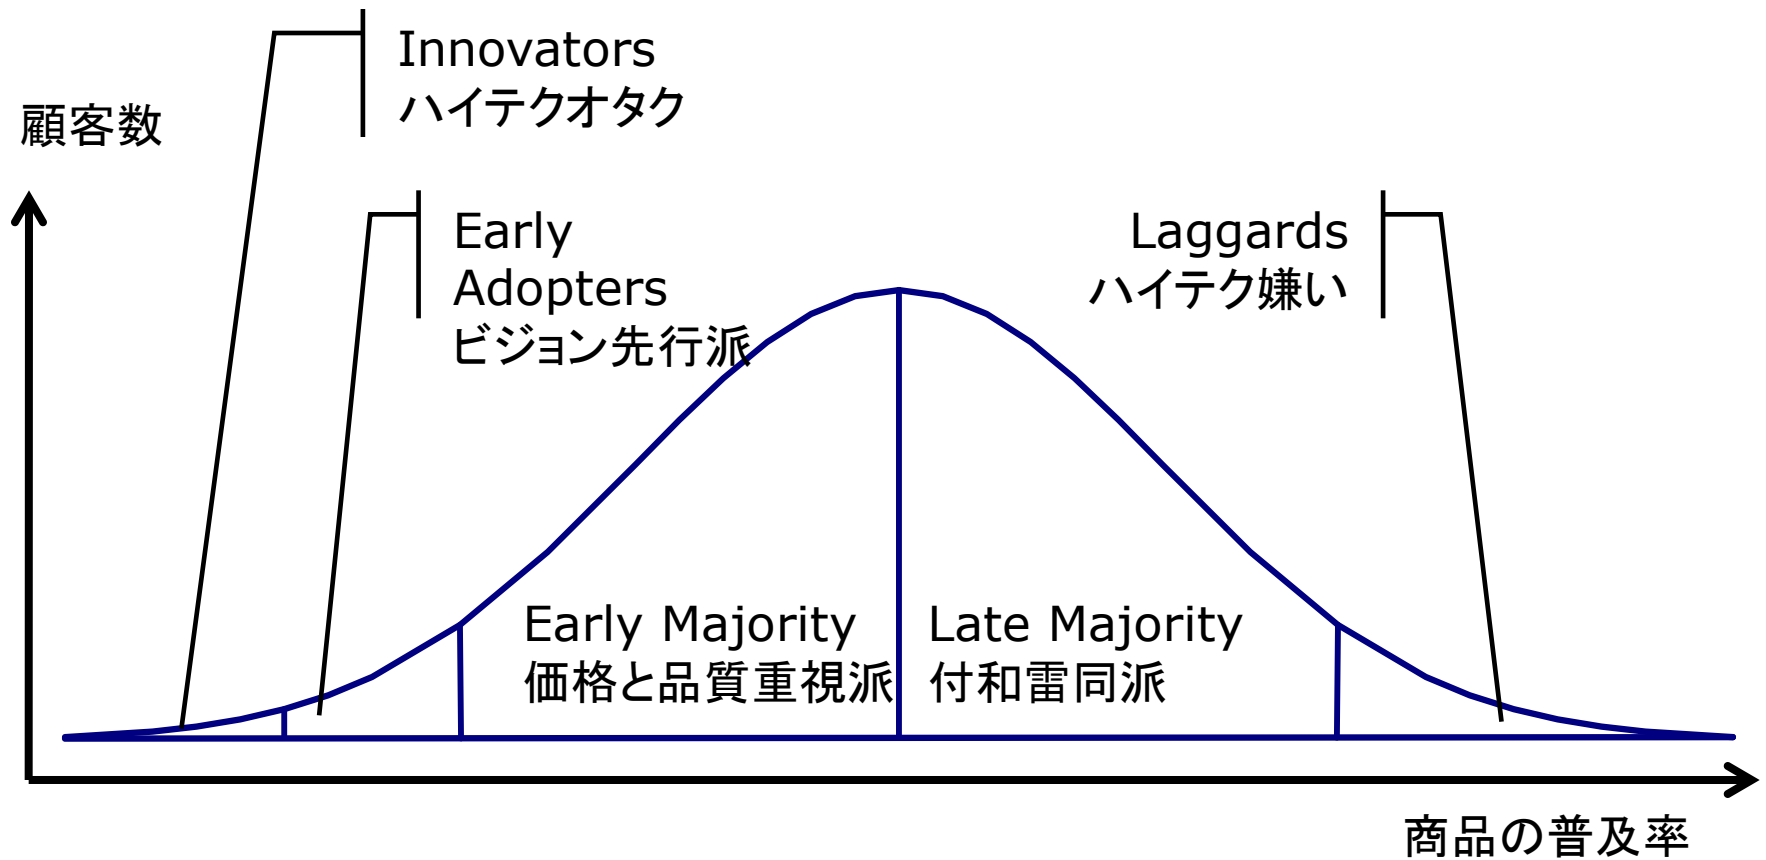 Innovators
ハイテクオタク
顧客数
Early
Adopters
ビジョン先行派
Laggards
ハイテク嫌い
Early Majority
価格と品質重視派
Late Majority
付和雷同派
商品の普及率